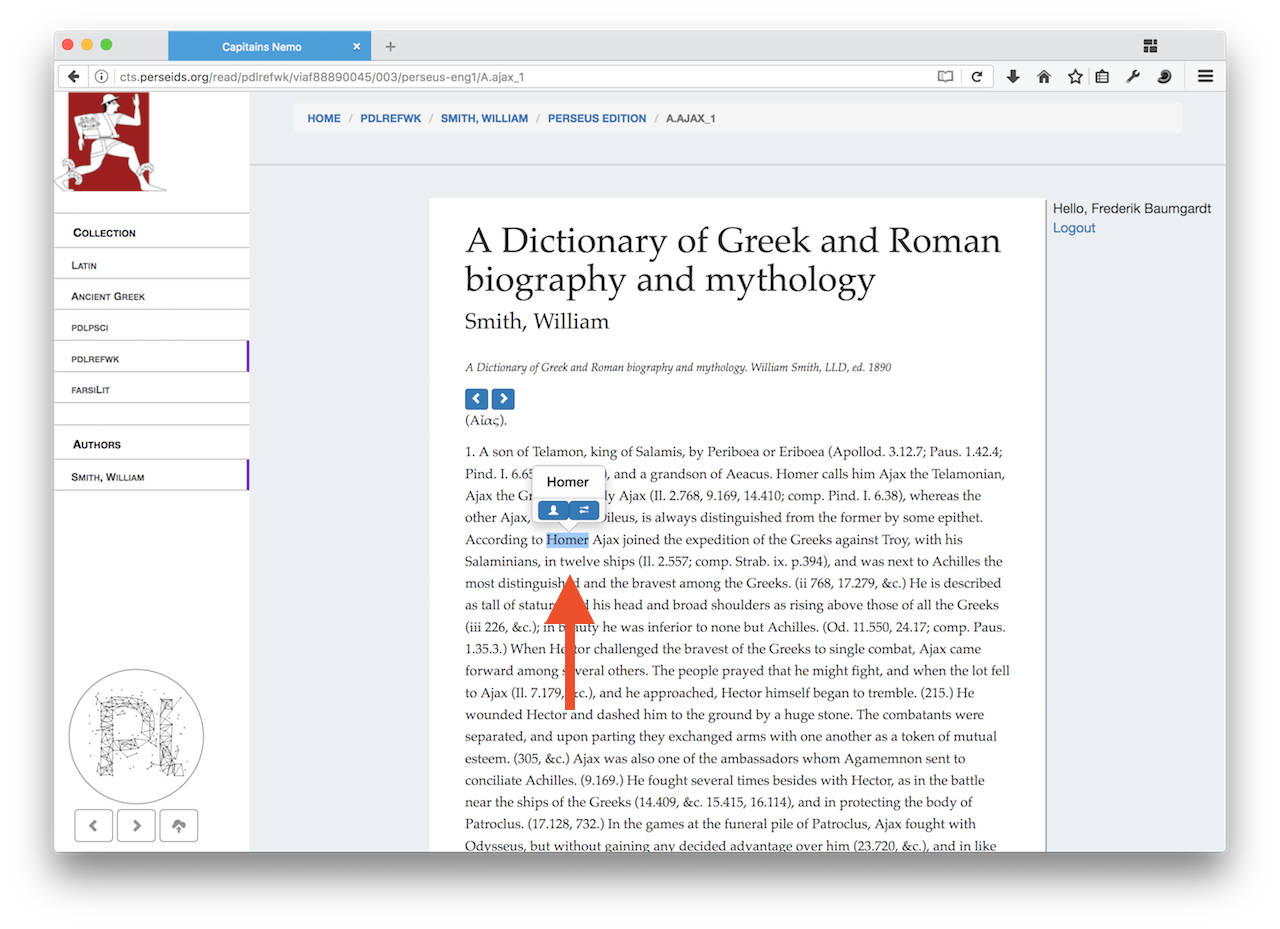 Capitains Nemo
cts.perseids.org/read/pdlrefwk/viaf88890045/003/perseus-eng1/A.ajax_1
HOME / PDLREFWK / SMITH, WILLIAM / PERSEUS EDITION / A.AJAX_1
COLLECTION
LATIN
ANCIENT GREEK
PDLPSCI
PDLREFWK
FARSILIT
AUTHORS
SMITH, WILLIAM
PI
Hello, Frederik Baumgardt
Logout
A Dictionary of Greek and Roman
biography and mythology
Smith, William
A Dictionary of Greek and Roman biography and mythology. William Smith, LLD, ed. 1890
(Αἴας).
1. A son of Telamon, king of Salamis, by Periboea or Eriboea (Apollod. 3.12.7; Paus. 1.42.4;
Pind. I. 6.65 ), and a grandson of Aeacus. Homer calls him Ajax the Telamonian,
Ajax the Gr ly Ajax (Il. 2.768, 9.169, 14.410; comp. Pind. I. 6.38), whereas the
other Ajax, Oileus, is always distinguished from the former by some epithet.
Homer
According to Homer Ajax joined the expedition of the Greeks against Troy, with his
Salaminians, in twelve ships (Il. 2.557; comp. Strab. ix. p.394), and was next to Achilles the
most distinguished and the bravest among the Greeks. (ii 768, 17.279, &c.) He is described
as tall of statur his head and broad shoulders as rising above those of all the Greeks
(iii 226, &c.); in beauty he was inferior to none but Achilles. (Od. 11.550, 24.17; comp. Paus.
1.35.3.) When Hector challenged the bravest of the Greeks to single combat, Ajax came
forward among several others. The people prayed that he might fight, and when the lot fell
to Ajax (Il. 7.179, &c.), and he approached, Hector himself began to tremble. (215.) He
wounded Hector and dashed him to the ground by a huge stone. The combatants were
separated, and upon parting they exchanged arms with one another as a token of mutual
esteem. (305, &c.) Ajax was also one of the ambassadors whom Agamemnon sent to
conciliate Achilles. (9.169.) He fought several times besides with Hector, as in the battle
near the ships of the Greeks (14.409, &c. 15.415, 16.114), and in protecting the body of
Patroclus. (17.128, 732.) In the games at the funeral pile of Patroclus, Ajax fought with
Odysseus, but without gaining any decided advantage over him (23.720, &c.), and in like